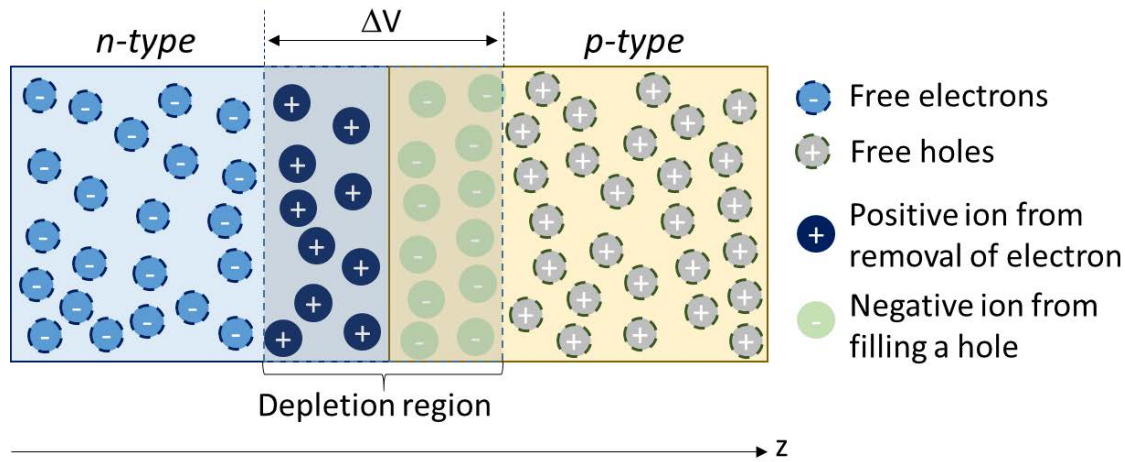 ΔV
n-type
p-type
Free electrons
Free holes
Positive ion from
removal of electron
Negative ion from
filling a hole
Depletion region
z